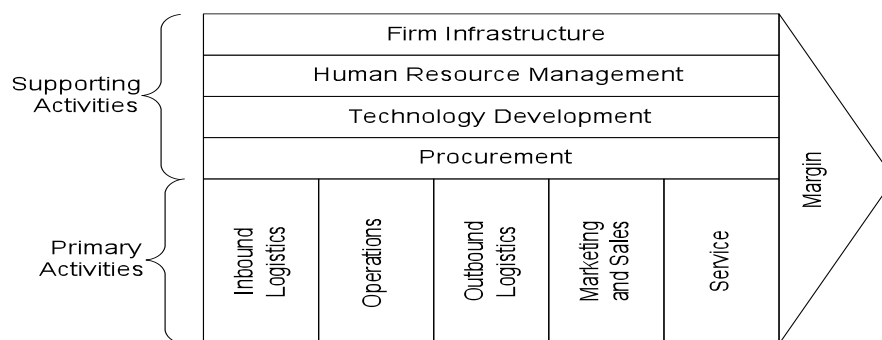 Firm Infrastructure
Human Resource Management
Technology Development
Procurement
Supporting
Activities
Primary
Activities
Inbound
Logistics
Operations
Outbound
Logistics
Marketing
and Sales
Service
Margin